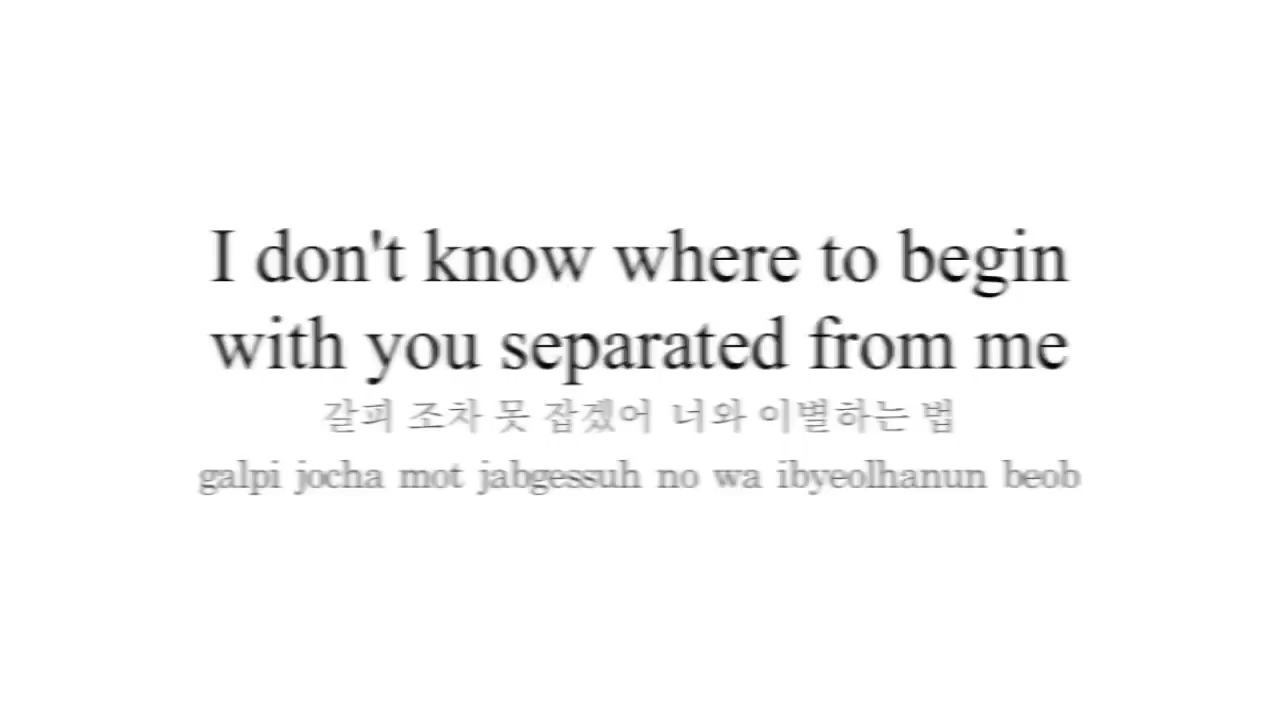 I don't know where to begin
with you separated from me
갈피 조차 못 잡겠어 너와 이별하는 법
galpi jocha mot jabgessuh no wa ibyeolhanun beob